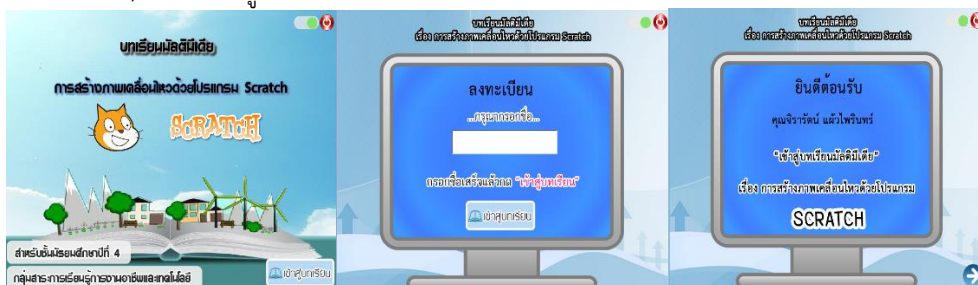 บทเรียนมัลติมีเดีย
การสร้างภาพเคลื่อนไหวด้วยโปรแกรม Scratch
SCRATCH
สำหรับชั้นมัธยมศึกษาปีที่ 4
กลุ่มสาระการเรียนรู้การงานอาชีพและเทคโนโลยี
เข้าสู่บทเรียน
บทเรียนมัลติมีเดีย
เรื่อง การสร้างภาพเคลื่อนไหวด้วยโปรแกรม Scratch
ลงทะเบียน
...กรุณากรอกชื่อ...
กรอกชื่อเสร็จแล้วกด "เข้าสู่บทเรียน"
เข้าสู่บทเรียน
บทเรียนมัลติมีเดีย
เรื่อง การสร้างภาพเคลื่อนไหวด้วยโปรแกรม Scratch
ยินดีต้อนรับ
คุณจิรารัตน์ แผ้วไพรินทร์
"เข้าสู่บทเรียนมัลติมีเดีย"
เรื่อง การสร้างภาพเคลื่อนไหวด้วยโปรแกรม
SCRATCH